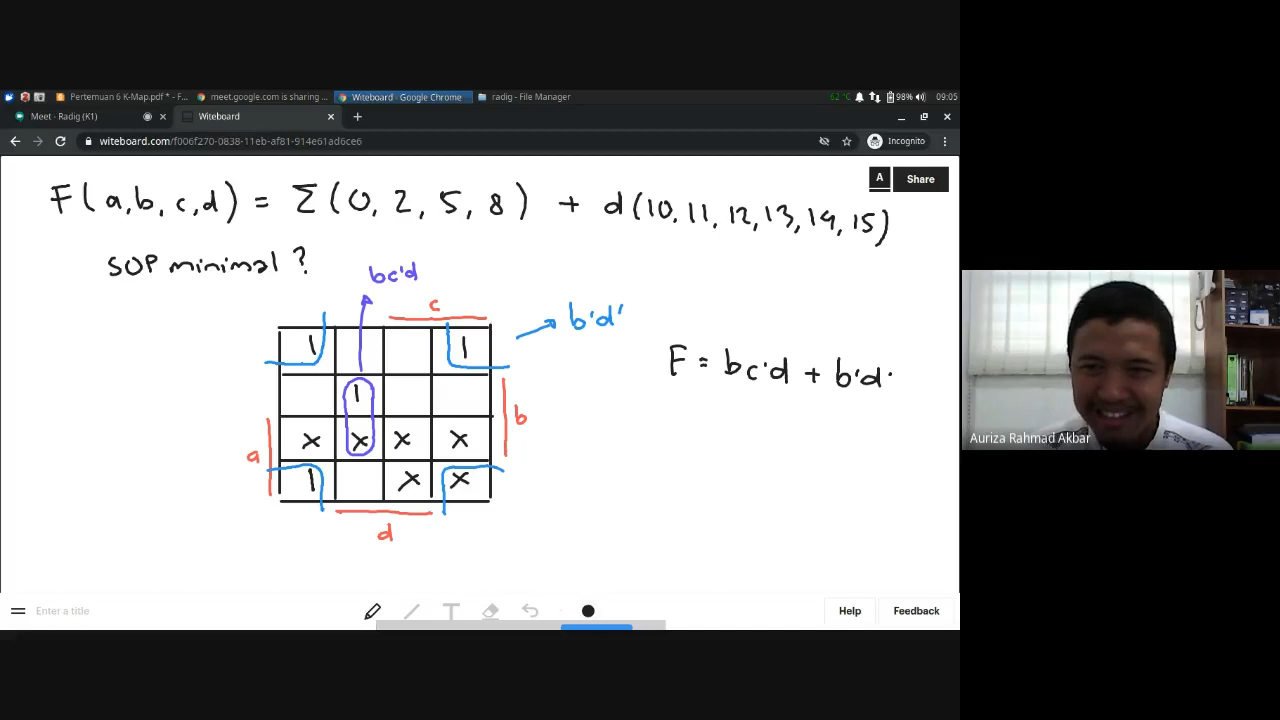 Pertemuan 6 K-Map.pdf * - F... meet.google.com is sharing ... Witeboard - Google Chrome radig - File Manager 62 °C 98% 09:05
Meet - Radig (K1) Witeboard
witeboard.com/f006f270-0838-11eb-af81-914e61ad6ce6 Incognito
A Share
F(a,b,c,d) = Σ(0, 2, 5, 8) + d(10,11,12,13,14,15)
SOP minimal ?
bc'd
c
b'd'
1 1
F = bc'd + b'd.
1
b
x x x x
a
1 x x
d
Auriza Rahmad Akbar
Enter a title T Help Feedback